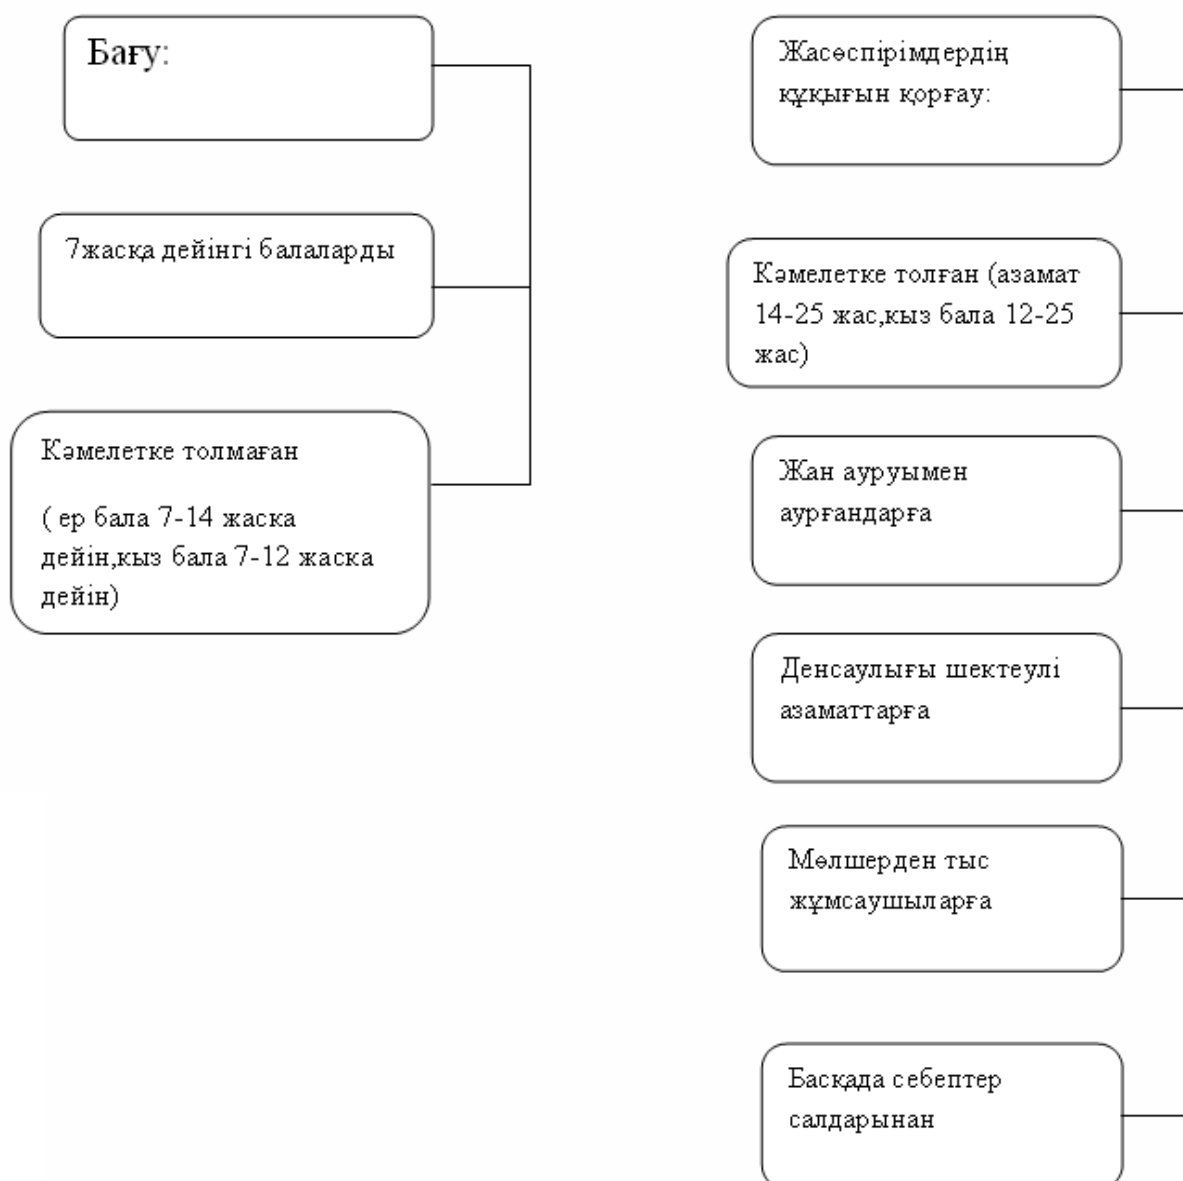 Бағу:
7жасқа дейінгі балаларды
Кәмелетке толмаған
( ер бала 7-14 жаска
дейін,кыз бала 7-12 жаска
дейін)
Жасөспірімдердің
құқығын қорғау:
Кәмелетке толған (азамат
14-25 жас,кыз бала 12-25
жас)
Жан ауруымен
аурғандарға
Денсаулығы шектеулі
азаматтарға
Мөлшерден тыс
жұмсаушыларға
Басқада себептер
салдарынан